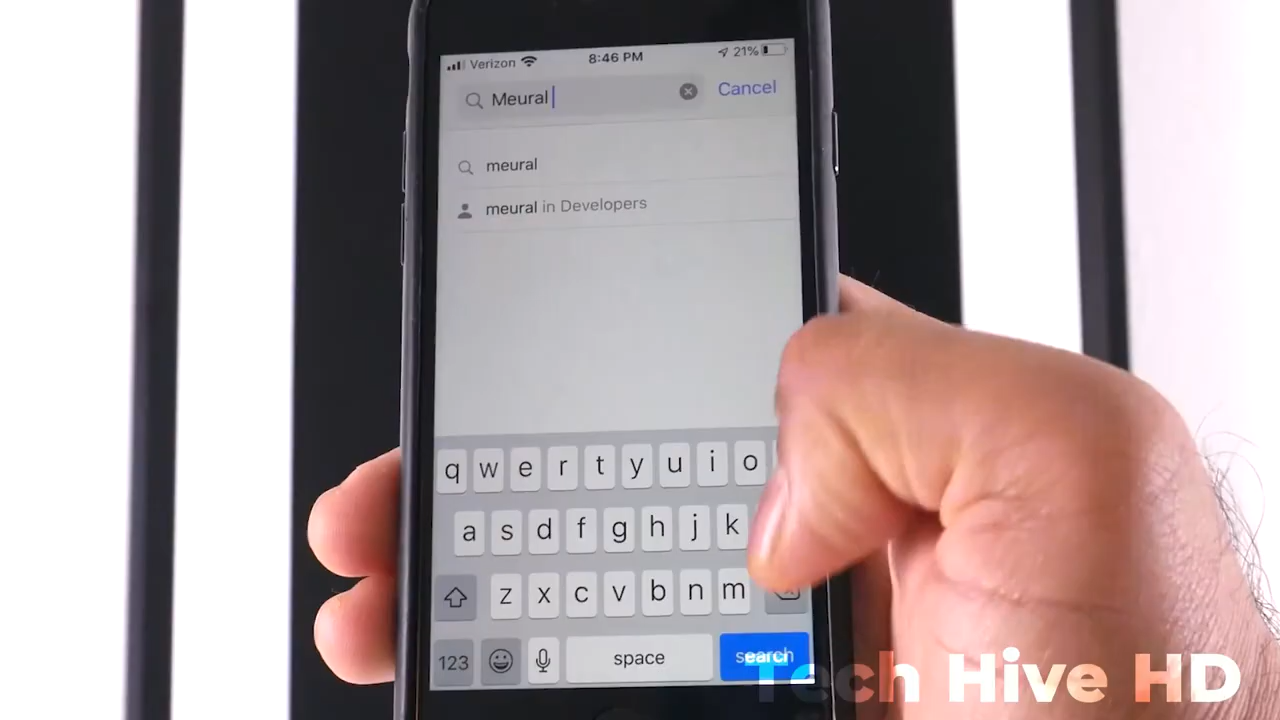 Verizon 8:46 PM 21%
Meural Cancel
meural
meural in Developers
q w e r t y u i o
a s d f g h j k
z x c v b n m
123 space search
Tech Hive HD